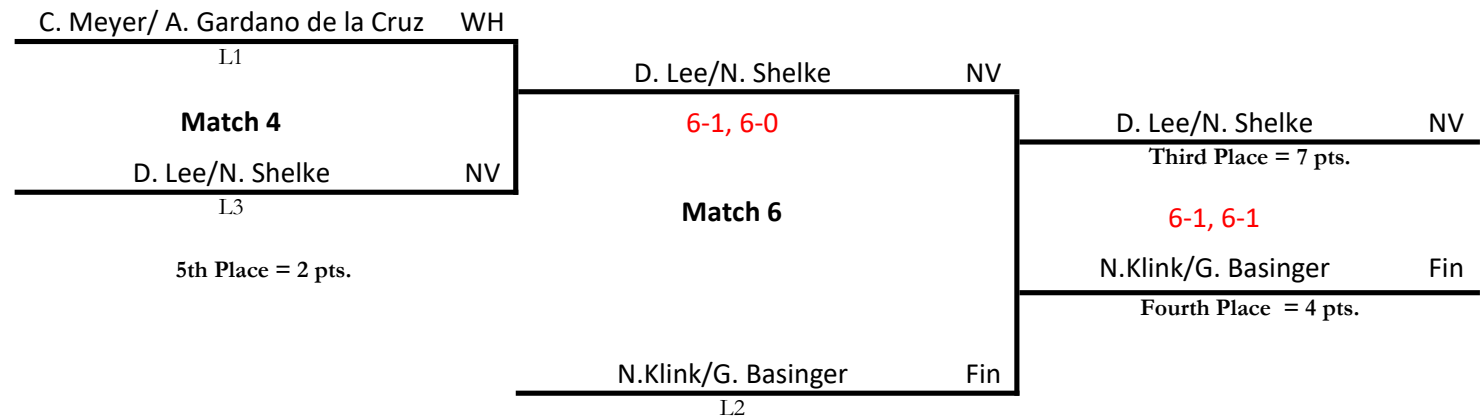 C. Meyer/ A. Gardano de la Cruz WH
L1
Match 4
D. Lee/N. Shelke NV
L3
5th Place = 2 pts.
D. Lee/N. Shelke NV
6-1, 6-0
Match 6
N.Klink/G. Basinger Fin
L2
D. Lee/N. Shelke NV
Third Place = 7 pts.
6-1, 6-1
N.Klink/G. Basinger Fin
Fourth Place = 4 pts.